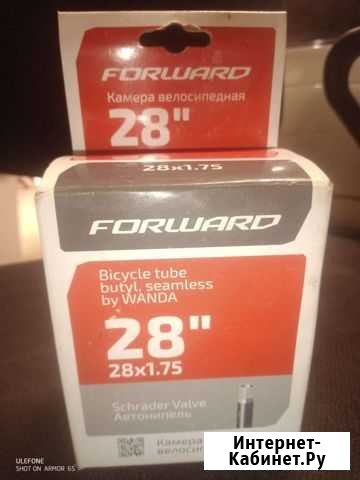 FORWARD
Камера велосипедная
28"
28x1.75
FORWARD
Bicycle tube
butyl, seamless
by WANDA
28"
28x1.75
Schrader Valve
Автониппель
Камера
велосип
ULEFONE
SHOT ON ARMOR 6S
Интернет-
Кабинет.Ру